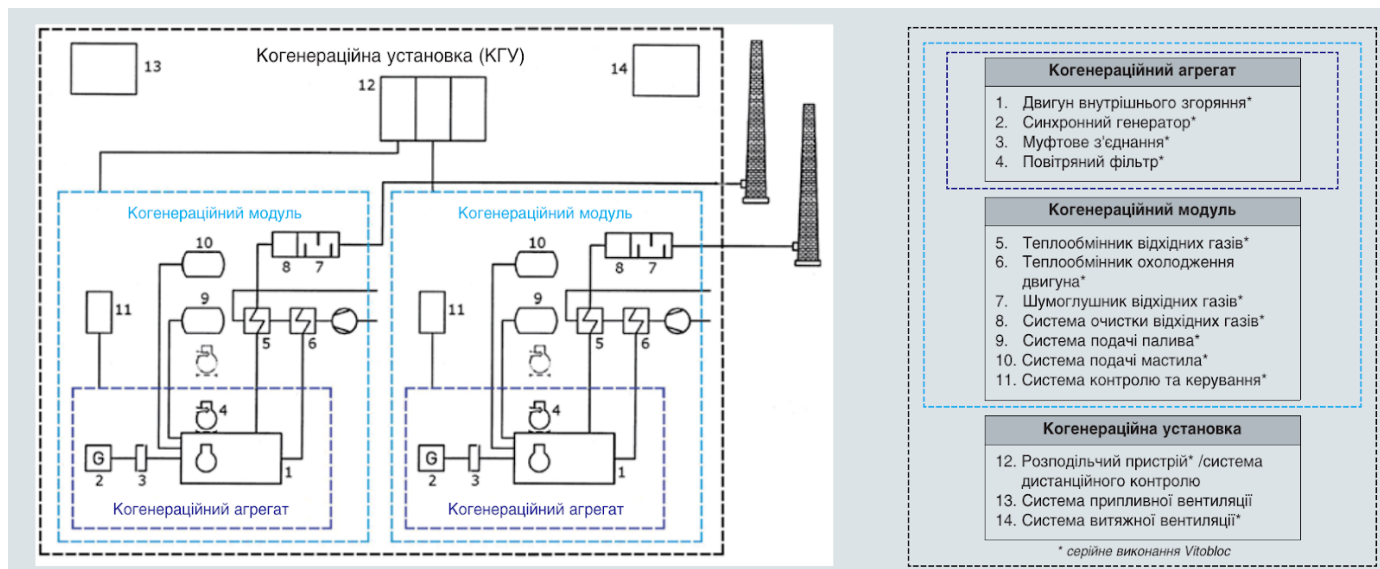 Когенераційна установка (КГУ)
13
14
12
Когенераційний модуль
10
8 7
11
9
5
6
4
G
2
3
1
Когенераційний агрегат
Когенераційний модуль
10
8 7
11
9
5
6
4
G
2
3
1
Когенераційний агрегат
Когенераційний агрегат
1. Двигун внутрішнього згоряння*
2. Синхронний генератор*
3. Муфтове з'єднання*
4. Повітряний фільтр*
Когенераційний модуль
5. Теплообмінник відхідних газів*
6. Теплообмінник охолодження
двигуна*
7. Шумоглушник відхідних газів*
8. Система очистки відхідних газів*
9. Система подачі палива*
10. Система подачі мастила*
11. Система контролю та керування*
Когенераційна установка
12. Розподільчий пристрій* /система
дистанційного контролю
13. Система припливної вентиляції
14. Система витяжної вентиляції*
* серійне виконання Vitobloc